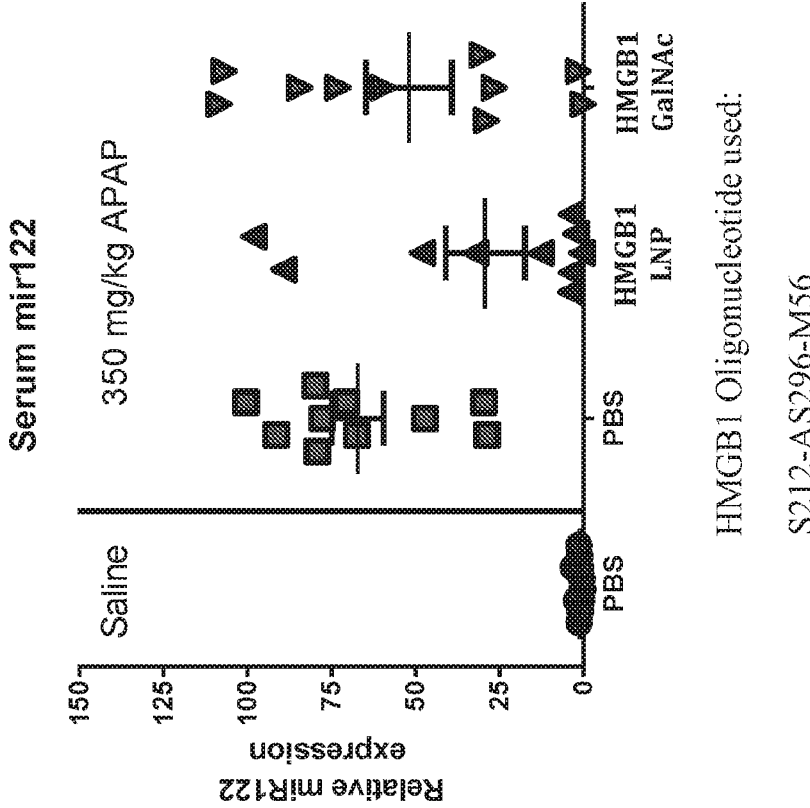 Serum mir122
Saline
350 mg/kg APAP
Relative miR122
expression
150
125
100
75
50
25
0
PBS
PBS
HMGB1
LNP
HMGB1
GalNAc
HMGB1 Oligonucleotide used:
S212-AS296-M56